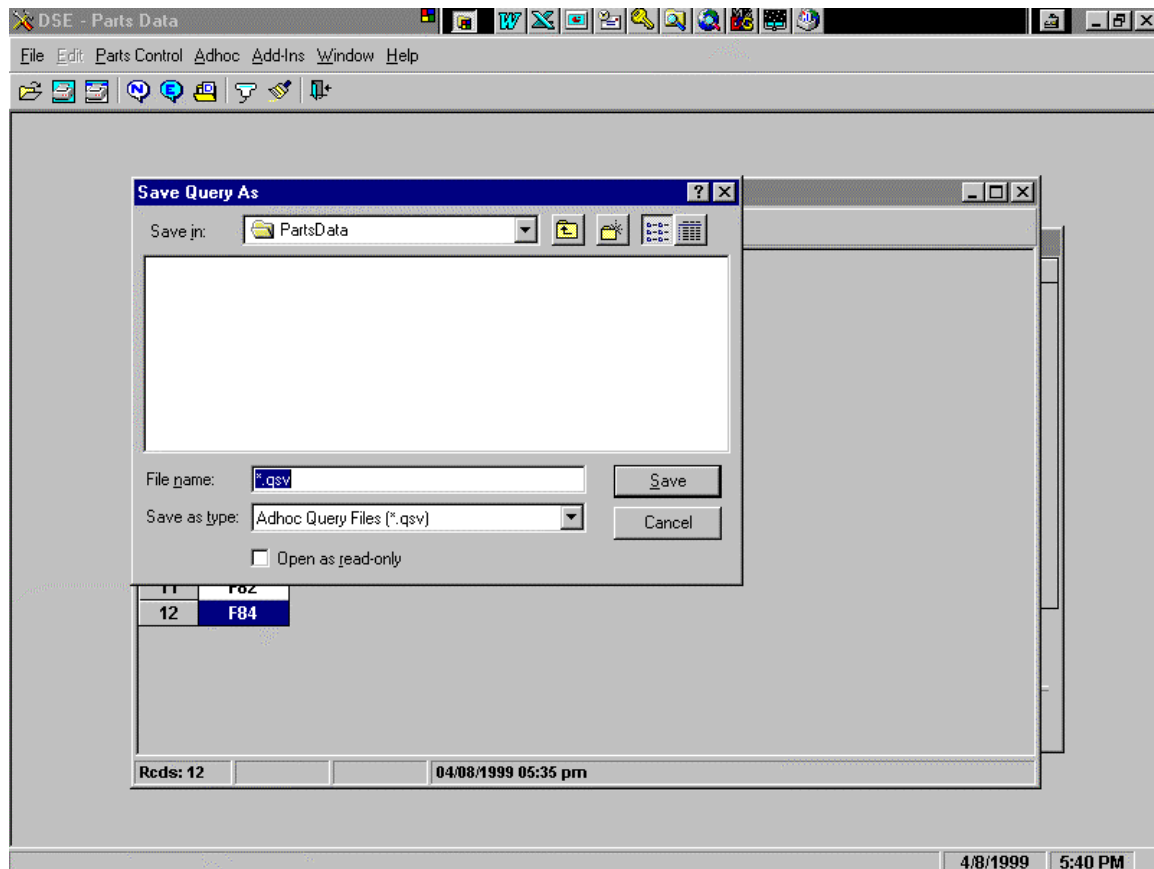 DSE - Parts Data
File Edit Parts Control Adhoc Add-Ins Window Help
Save Query As
Save in: PartsData
File name: *.qsv Save
Save as type: Adhoc Query Files (*.qsv) Cancel
Open as read-only
11 F82
12 F84
Rcds: 12 04/08/1999 05:35 pm
4/8/1999 5:40 PM